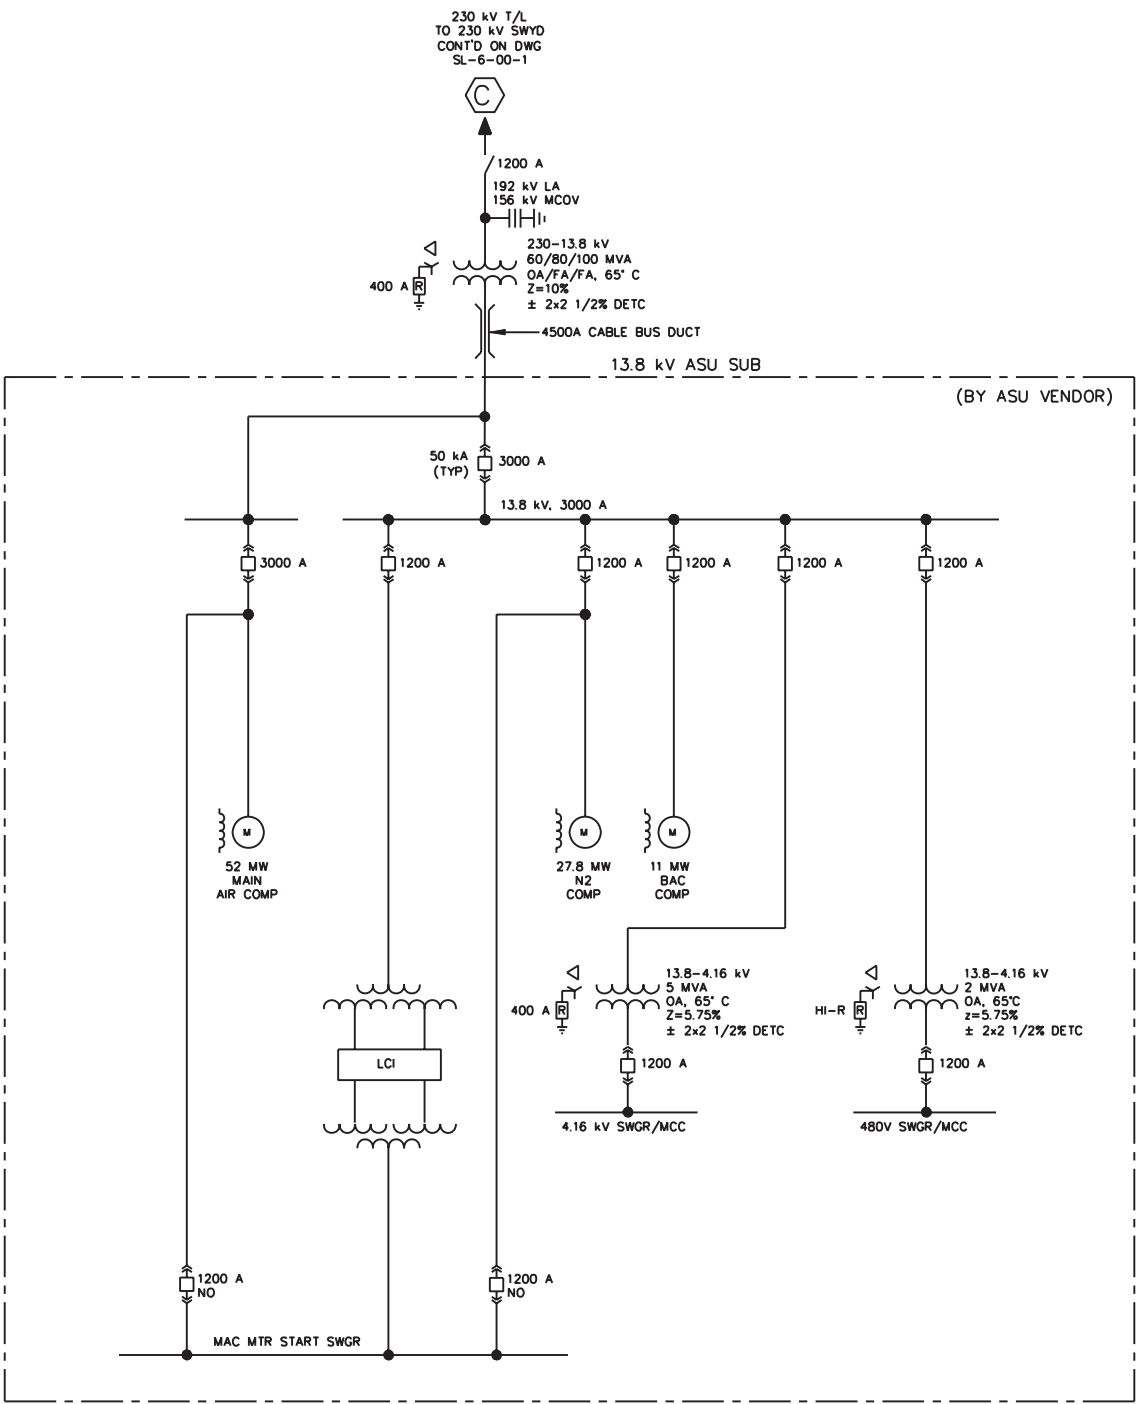 230 kV T/L
TO 230 kV SWYD
CONT'D ON DWG
SL-6-00-1
C
1200 A
192 kV LA
156 kV MCOV
230-13.8 kV
60/80/100 MVA
OA/FA/FA, 65° C
Z=10%
± 2x2 1/2% DETC
400 A R
4500A CABLE BUS DUCT
13.8 kV ASU SUB
(BY ASU VENDOR)
50 kA
(TYP)
3000 A
13.8 kV, 3000 A
3000 A
1200 A
1200 A
1200 A
1200 A
1200 A
M
52 MW
MAIN
AIR COMP
M
27.8 MW
N2
COMP
M
11 MW
BAC
COMP
13.8-4.16 kV
5 MVA
OA, 65° C
Z=5.75%
± 2x2 1/2% DETC
400 A R
13.8-4.16 kV
2 MVA
OA, 65°C
z=5.75%
± 2x2 1/2% DETC
HI-R R
LCI
1200 A
1200 A
4.16 kV SWGR/MCC
480V SWGR/MCC
1200 A
NO
1200 A
NO
MAC MTR START SWGR